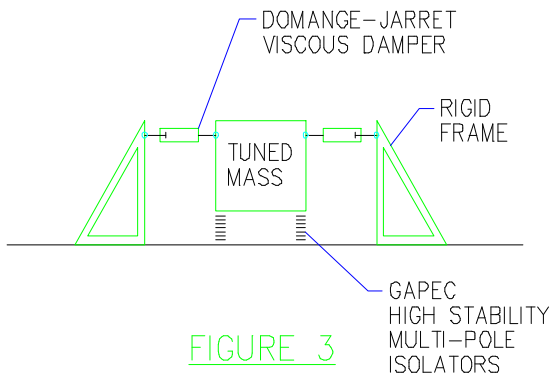 DOMANGE-JARRET
VISCOUS DAMPER
RIGID
FRAME
TUNED
MASS
GAPEC
HIGH STABILITY
MULTI-POLE
ISOLATORS
FIGURE 3